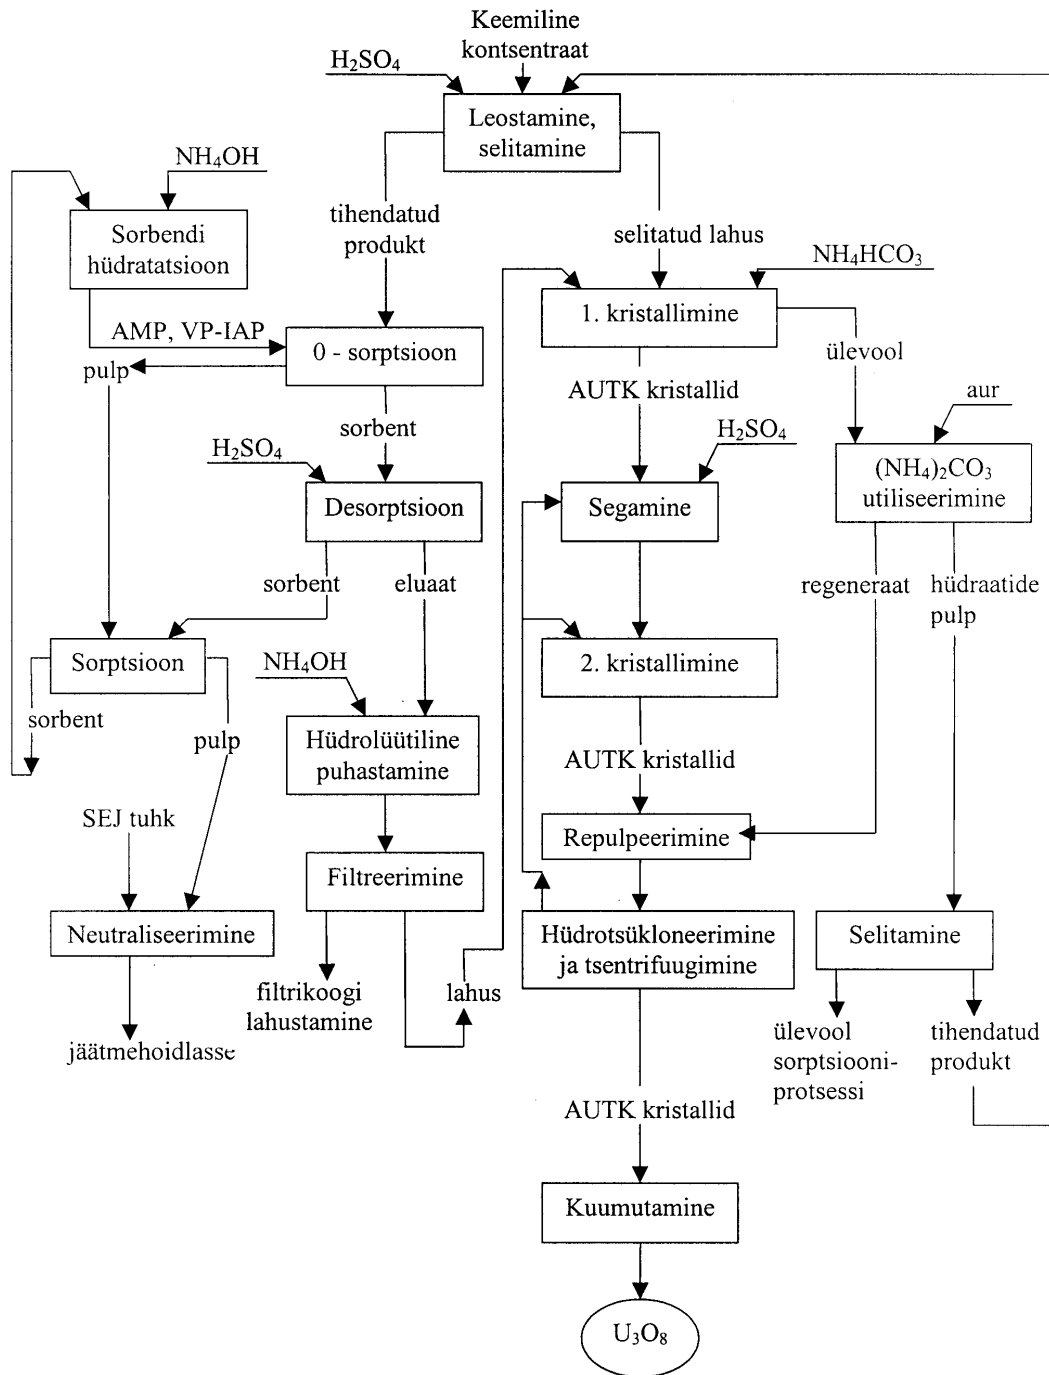 Keemiline
kontsentraat
H₂SO₄
Leostamine,
selitamine
NH₄OH
tihendatud
produkt
selitatud lahus
Sorbendi
hüdratatsioon
NH₄HCO₃
1. kristallimine
AMP, VP-IAP
0 - sorptsioon
pulp
ülevool
AUTK kristallid
aur
sorbent
H₂SO₄
H₂SO₄
(NH₄)₂CO₃
utiliseerimine
Desorptsioon
Segamine
sorbent
eluaat
regeneraat
hüdraatide
pulp
Sorptsioon
NH₄OH
2. kristallimine
sorbent
pulp
Hüdrolüütiline
puhastamine
AUTK kristallid
SEJ tuhk
Repulpeerimine
Filtreerimine
Neutraliseerimine
Hüdrotsükloneerimine
ja tsentrifuugimine
Selitamine
filtrikoogi
lahustamine
lahus
jäätmehoidlasse
ülevool
sorptsiooni-
protsessi
tihendatud
produkt
AUTK kristallid
Kuumutamine
U₃O₈